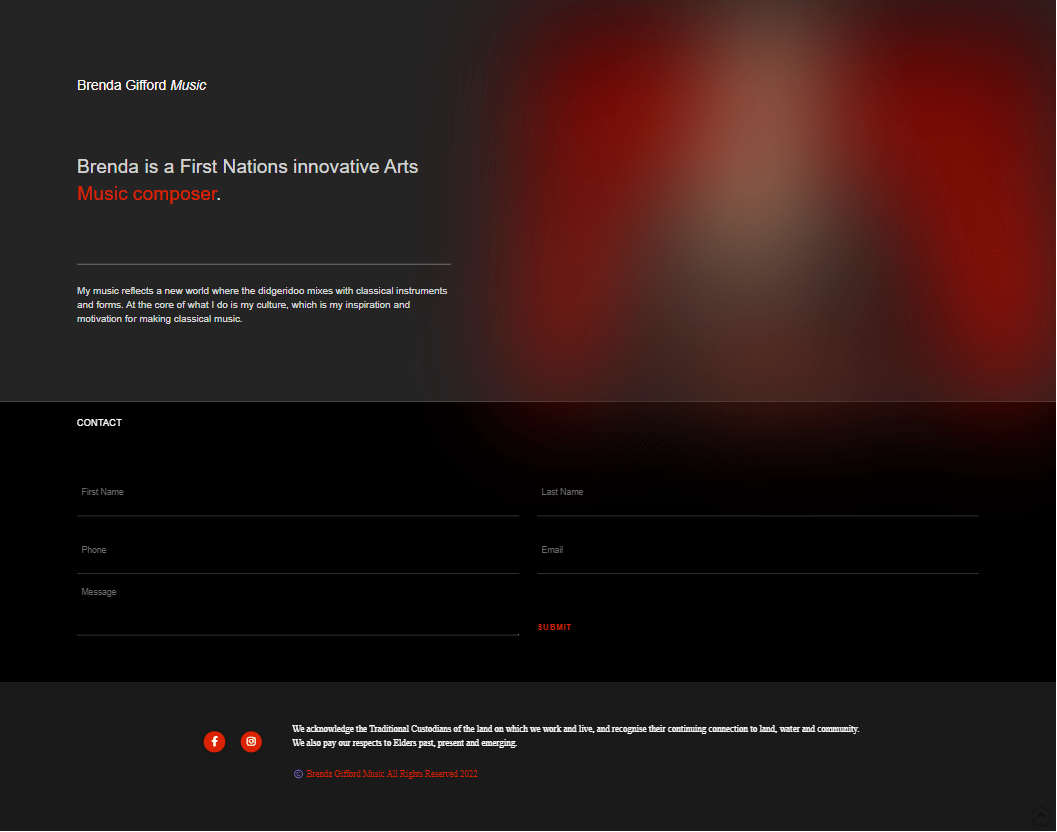 Brenda Gifford Music
Brenda is a First Nations innovative Arts
Music composer.
My music reflects a new world where the didgeridoo mixes with classical instruments
and forms. At the core of what I do is my culture, which is my inspiration and
motivation for making classical music.
CONTACT
First Name
Last Name
Phone
Email
Message
SUBMIT
We acknowledge the Traditional Custodians of the land on which we work and live, and recognise their continuing connection to land, water and community.
We also pay our respects to Elders past, present and emerging.
© Brenda Gifford Music All Rights Reserved 2022